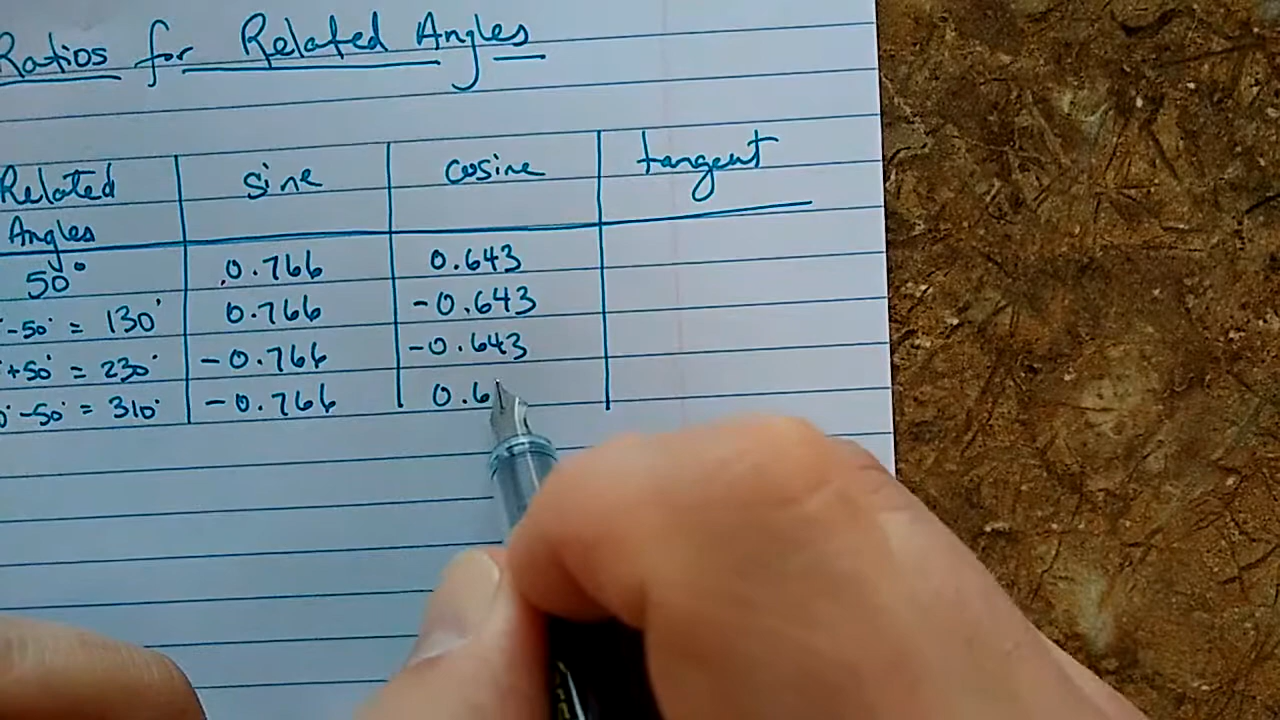 Ratios for Related Angles
Related Angles sine cosine tangent
50° 0.766 0.643
-50° = 130° 0.766 -0.643
+50° = 230° -0.766 -0.643
0° -50° = 310° -0.766 0.6